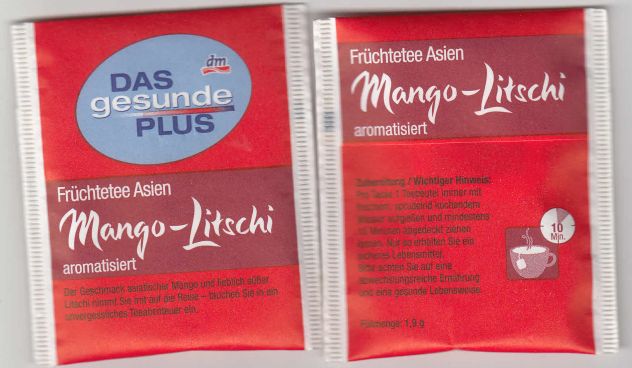 dm
DAS
gesunde
PLUS
Früchtetee Asien
Mango-Litschi
aromatisiert
Der Geschmack asiatischer Mango und lieblich süßer
Litschi nimmt Sie mit auf die Reise – tauchen Sie in ein
unvergessliches Teeabenteuer ein.
Früchtetee Asien
Mango-Litschi
aromatisiert
Zubereitung / Wichtiger Hinweis:
Pro Tasse 1 Teebeutel immer mit
frischem, sprudelnd kochendem
Wasser aufgießen und mindestens
10 Minuten abgedeckt ziehen
lassen. Nur so erhalten Sie ein
sicheres Lebensmittel.
Bitte achten Sie auf eine
abwechslungsreiche Ernährung
und eine gesunde Lebensweise.
10
Min.
Füllmenge: 1,9 g